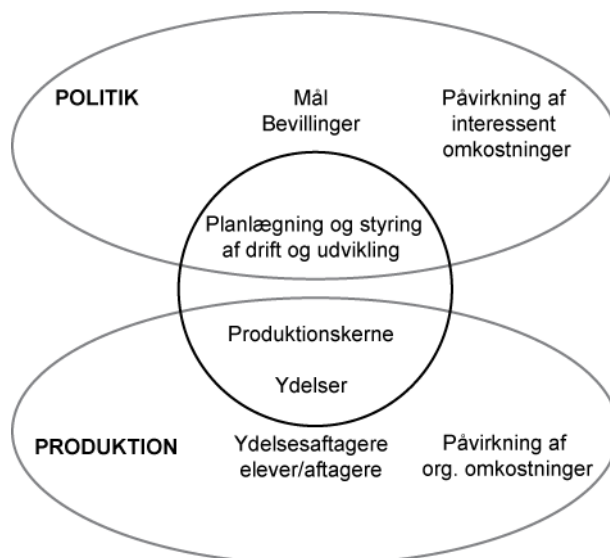 POLITIK
Mål
Bevillinger
Påvirkning af
interessent
omkostninger
Planlægning og styring
af drift og udvikling
Produktionskerne
Ydelser
PRODUKTION
Ydelsesaftagere
elever/aftagere
Påvirkning af
org. omkostninger